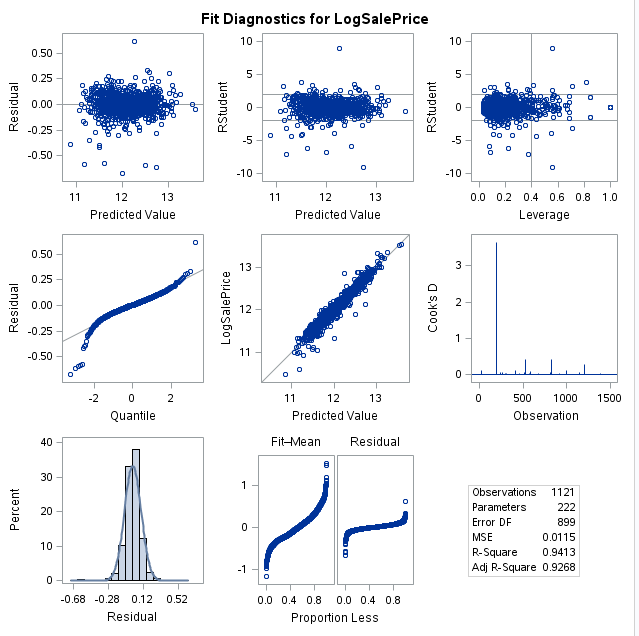 Fit Diagnostics for LogSalePrice
0.50
0.25
0.00
-0.25
-0.50
Residual
11 12 13
Predicted Value
10
5
0
-5
-10
RStudent
11 12 13
Predicted Value
10
5
0
-5
-10
RStudent
0.0 0.2 0.4 0.6 0.8 1.0
Leverage
0.50
0.25
0.00
-0.25
-0.50
Residual
-2 0 2
Quantile
13
12
11
LogSalePrice
11 12 13
Predicted Value
3
2
1
0
Cook's D
0 500 1000 1500
Observation
40
30
20
10
0
Percent
-0.68 -0.28 0.12 0.52
Residual
Fit–Mean Residual
1
0
-1
0.0 0.4 0.8 0.0 0.4 0.8
Proportion Less
Observations 1121
Parameters 222
Error DF 899
MSE 0.0115
R-Square 0.9413
Adj R-Square 0.9268